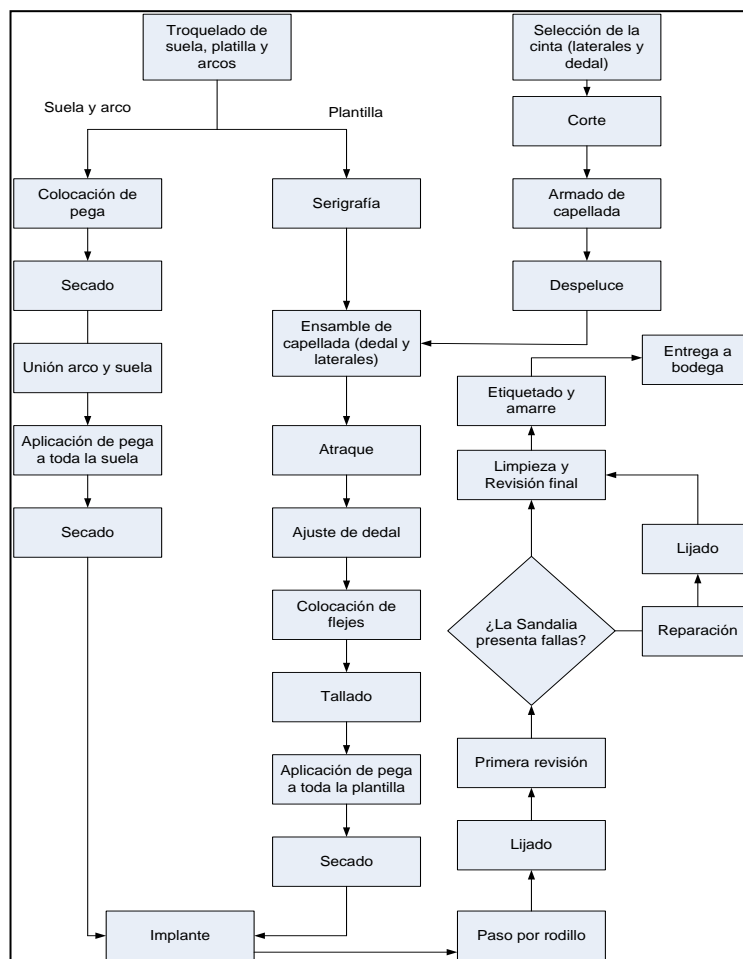 Troquelado de
suela, platilla y
arcos
Suela y arco
Plantilla
Colocación de
pega
Secado
Unión arco y suela
Aplicación de pega
a toda la suela
Secado
Serigrafía
Ensamble de
capellada (dedal y
laterales)
Atraque
Ajuste de dedal
Colocación de
flejes
Tallado
Aplicación de pega
a toda la plantilla
Secado
Implante
Selección de la
cinta (laterales y
dedal)
Corte
Armado de
capellada
Despeluce
Entrega a
bodega
Etiquetado y
amarre
Limpieza y
Revisión final
Lijado
¿La Sandalia
presenta fallas?
Reparación
Primera revisión
Lijado
Paso por rodillo